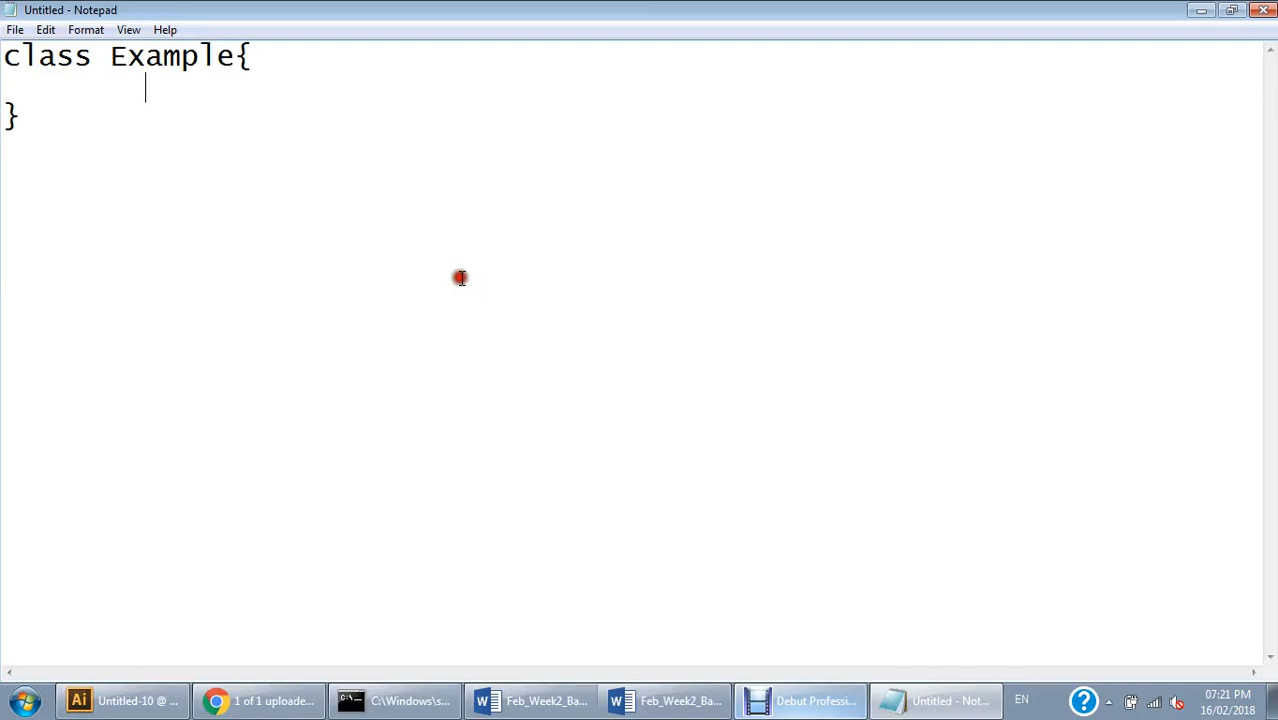 Untitled - Notepad
File Edit Format View Help
class Example{
}
Ai Untitled-10 @ ... 1 of 1 uploade... C:\Windows\s... Feb_Week2_Ba... Feb_Week2_Ba... Debut Professi... Untitled - Not... EN 07:21 PM
16/02/2018